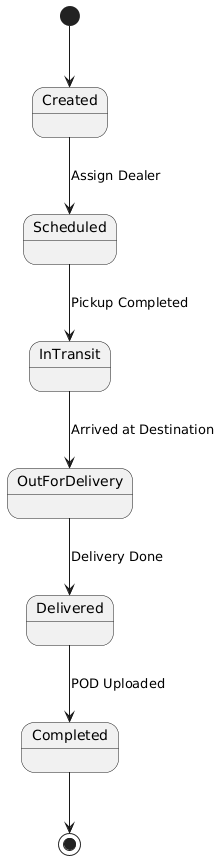 Created
Assign Dealer
Scheduled
Pickup Completed
InTransit
Arrived at Destination
OutForDelivery
Delivery Done
Delivered
POD Uploaded
Completed